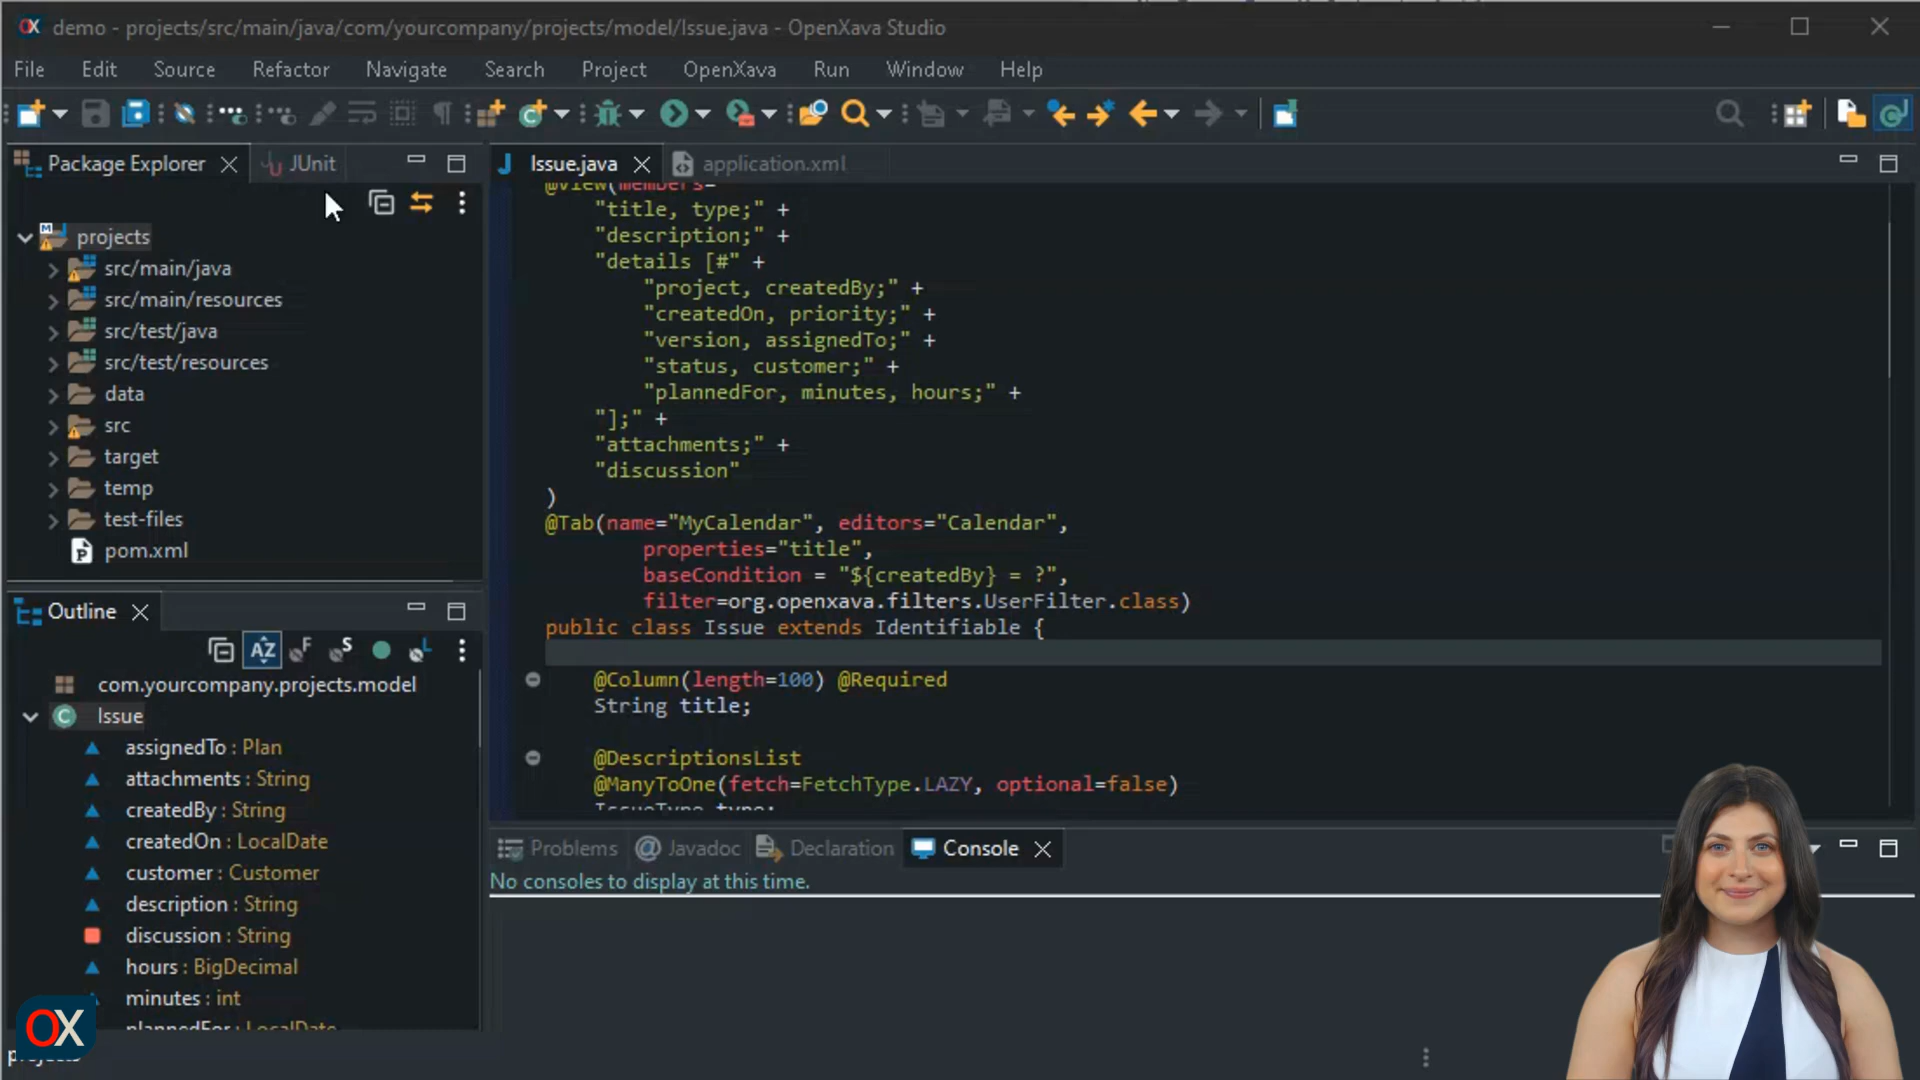 demo - projects/src/main/java/com/yourcompany/projects/model/Issue.java - OpenXava Studio
File Edit Source Refactor Navigate Search Project OpenXava Run Window Help
Package Explorer
JUnit
projects
src/main/java
src/main/resources
src/test/java
src/test/resources
data
src
target
temp
test-files
pom.xml
Outline
com.yourcompany.projects.model
Issue
assignedTo : Plan
attachments : String
createdBy : String
createdOn : LocalDate
customer : Customer
description : String
discussion : String
hours : BigDecimal
minutes : int
plannedFor : LocalDate
OX
projects
Issue.java
application.xml
@View(members=
"title, type;" +
"description;" +
"details [#" +
"project, createdBy;" +
"createdOn, priority;" +
"version, assignedTo;" +
"status, customer;" +
"plannedFor, minutes, hours;" +
"];" +
"attachments;" +
"discussion"
)
@Tab(name="MyCalendar", editors="Calendar",
properties="title",
baseCondition = "${createdBy} = ?",
filter=org.openxava.filters.UserFilter.class)
public class Issue extends Identifiable {
@Column(length=100) @Required
String title;
@DescriptionsList
@ManyToOne(fetch=FetchType.LAZY, optional=false)
IssueType type;
Problems
Javadoc
Declaration
Console
No consoles to display at this time.